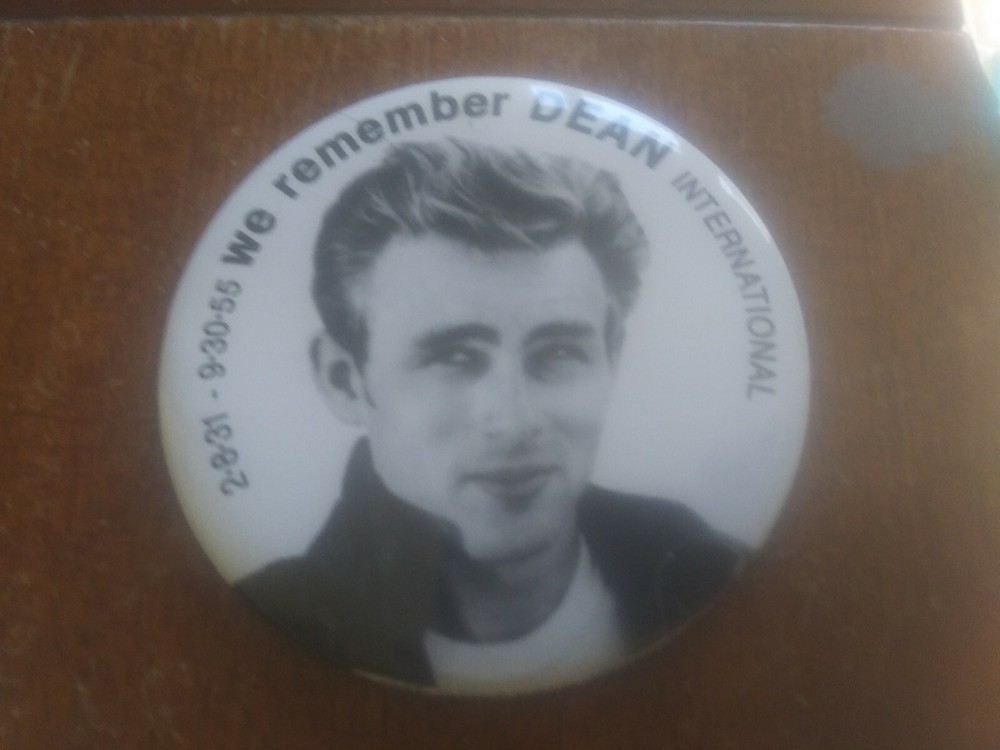 2-8-31 - 9-30-55 We remember DEAN INTERNATIONAL